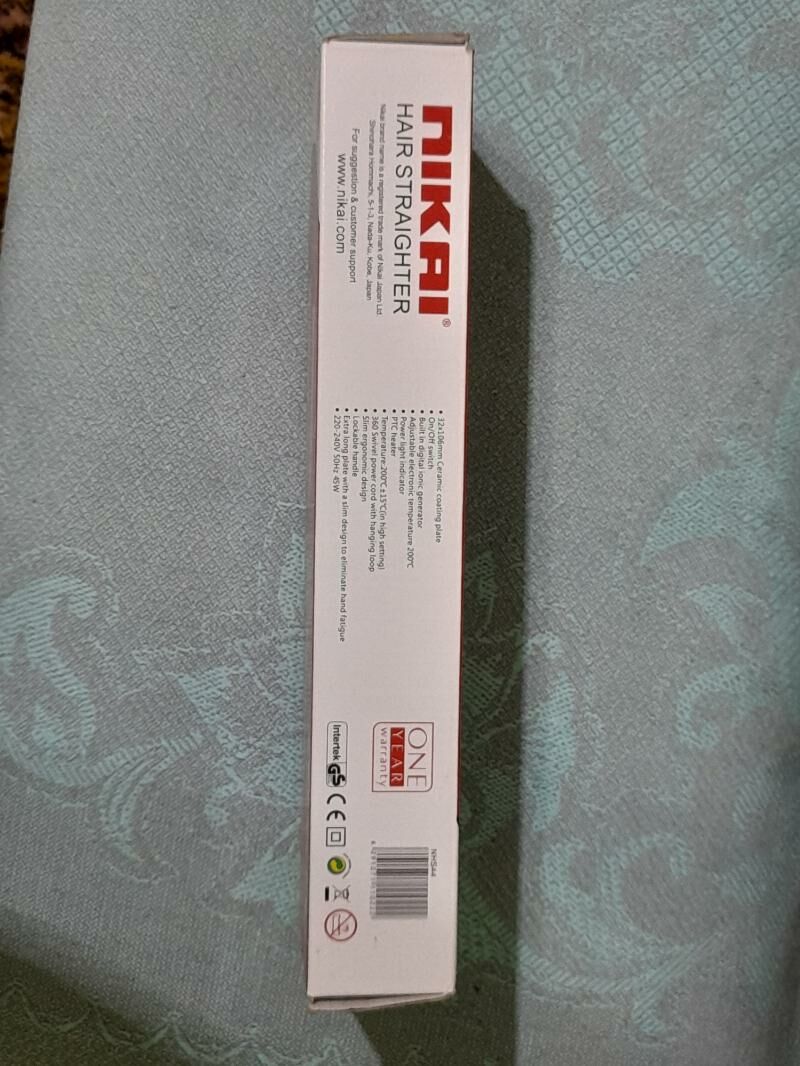 NIKAI®
HAIR STRAIGHTER
Nikai brand name is a registered trade mark of Nikai Japan Ltd.
Shinohara Hommachi, 5-1-3, Nada-Ku, Kobe, Japan
For suggestion & customer support
www.nikai.com
• 32x106mm Ceramic coating plate
• On/Off switch
• Built in digital ionic generator
• Adjustable electronic temperature 200°C
• Power light indicator
• PTC heater
• Temperature:200°C±15°C(in high setting)
• 360 Swivel power cord with hanging loop
• Slim ergonomic design
• Lockable handle
• Extra long plate with a slim design to eliminate hand fatigue
• 220-240V 50Hz 45W
ONE
YEAR
warranty
Intertek GS CE
NHS44